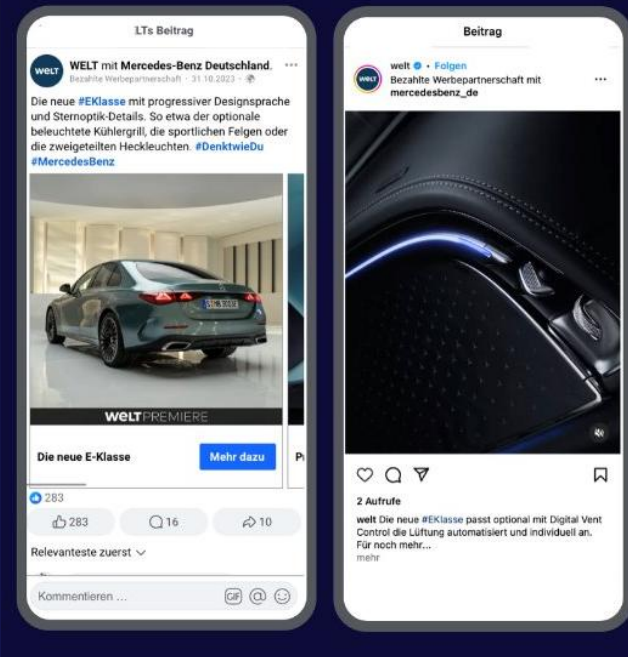 LTs Beitrag
WELT
WELT mit Mercedes-Benz Deutschland.
Bezahlte Werbepartnerschaft · 31.10.2023 ·
Die neue #EKlasse mit progressiver Designsprache
und Sternoptik-Details. So etwa der optionale
beleuchtete Kühlergrill, die sportlichen Felgen oder
die zweigeteilten Heckleuchten. #DenktwieDu
#MercedesBenz
WELTPREMIERE
Die neue E-Klasse
Mehr dazu
283
283
16
10
Relevanteste zuerst
Kommentieren ...
GIF
Beitrag
WELT
welt • Folgen
Bezahlte Werbepartnerschaft mit
mercedesbenz_de
2 Aufrufe
welt Die neue #EKlasse passt optional mit Digital Vent
Control die Lüftung automatisiert und individuell an.
Für noch mehr...
mehr